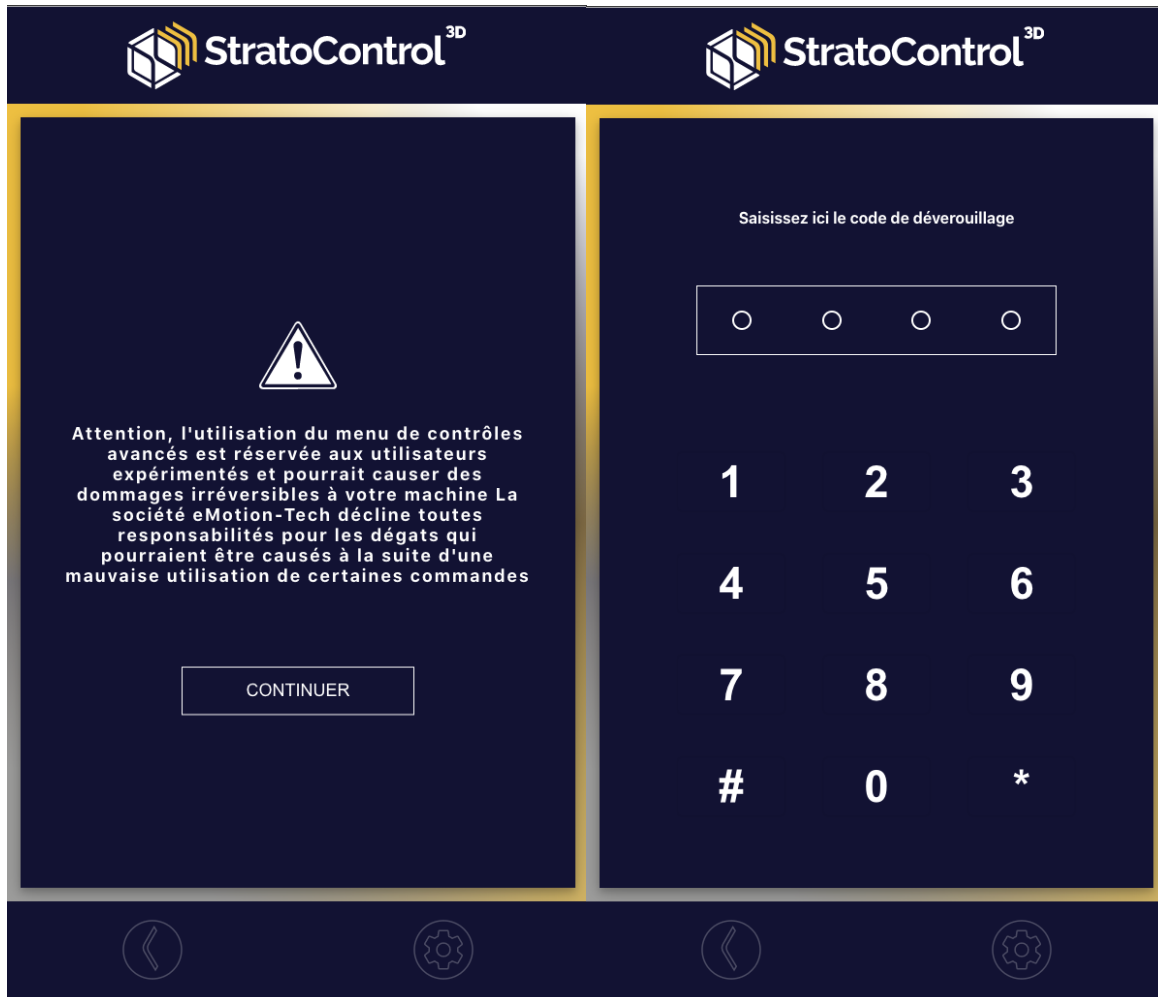 StratoControl 3D
Attention, l'utilisation du menu de contrôles
avancés est réservée aux utilisateurs
expérimentés et pourrait causer des
dommages irréversibles à votre machine La
société eMotion-Tech décline toutes
responsabilités pour les dégats qui
pourraient être causés à la suite d'une
mauvaise utilisation de certaines commandes
CONTINUER
StratoControl 3D
Saisissez ici le code de déverouillage
1 2 3
4 5 6
7 8 9
# 0 *